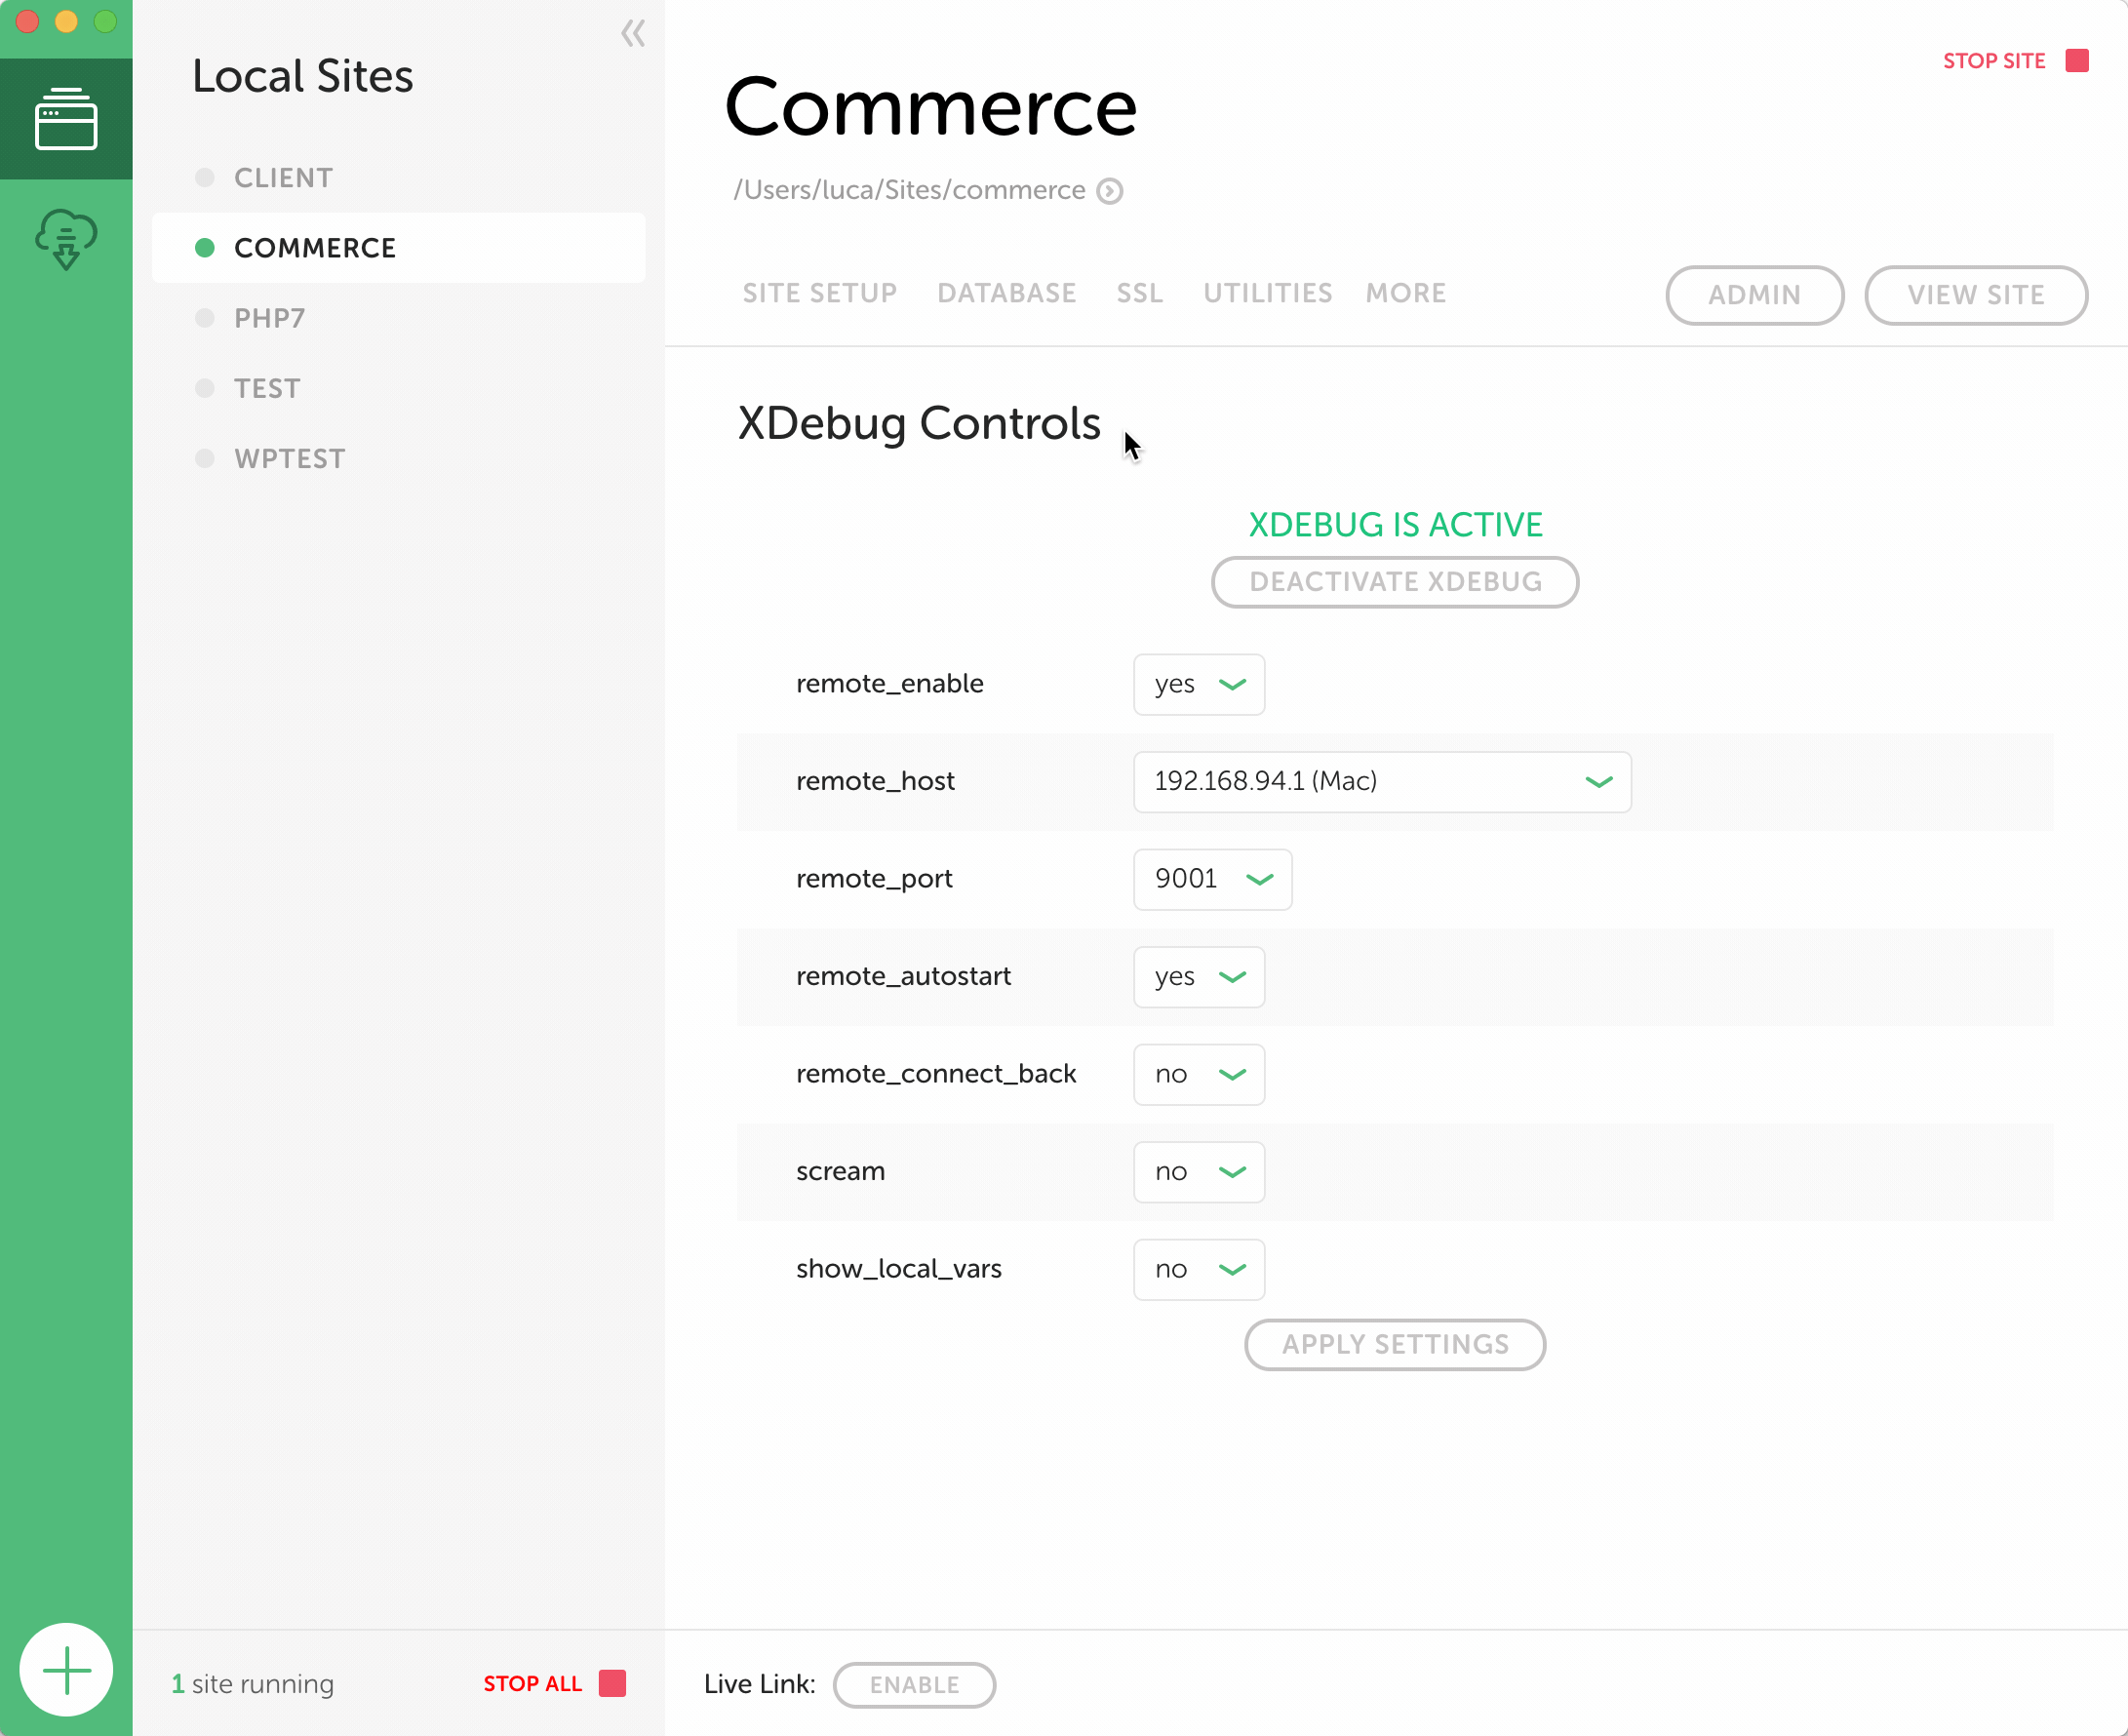 Local Sites
CLIENT
COMMERCE
PHP7
TEST
WPTEST
1 site running
STOP ALL
STOP SITE
Commerce
/Users/luca/Sites/commerce
SITE SETUP DATABASE SSL UTILITIES MORE ADMIN VIEW SITE
XDebug Controls
XDEBUG IS ACTIVE
DEACTIVATE XDEBUG
remote_enable yes
remote_host 192.168.94.1 (Mac)
remote_port 9001
remote_autostart yes
remote_connect_back no
scream no
show_local_vars no
APPLY SETTINGS
Live Link: ENABLE